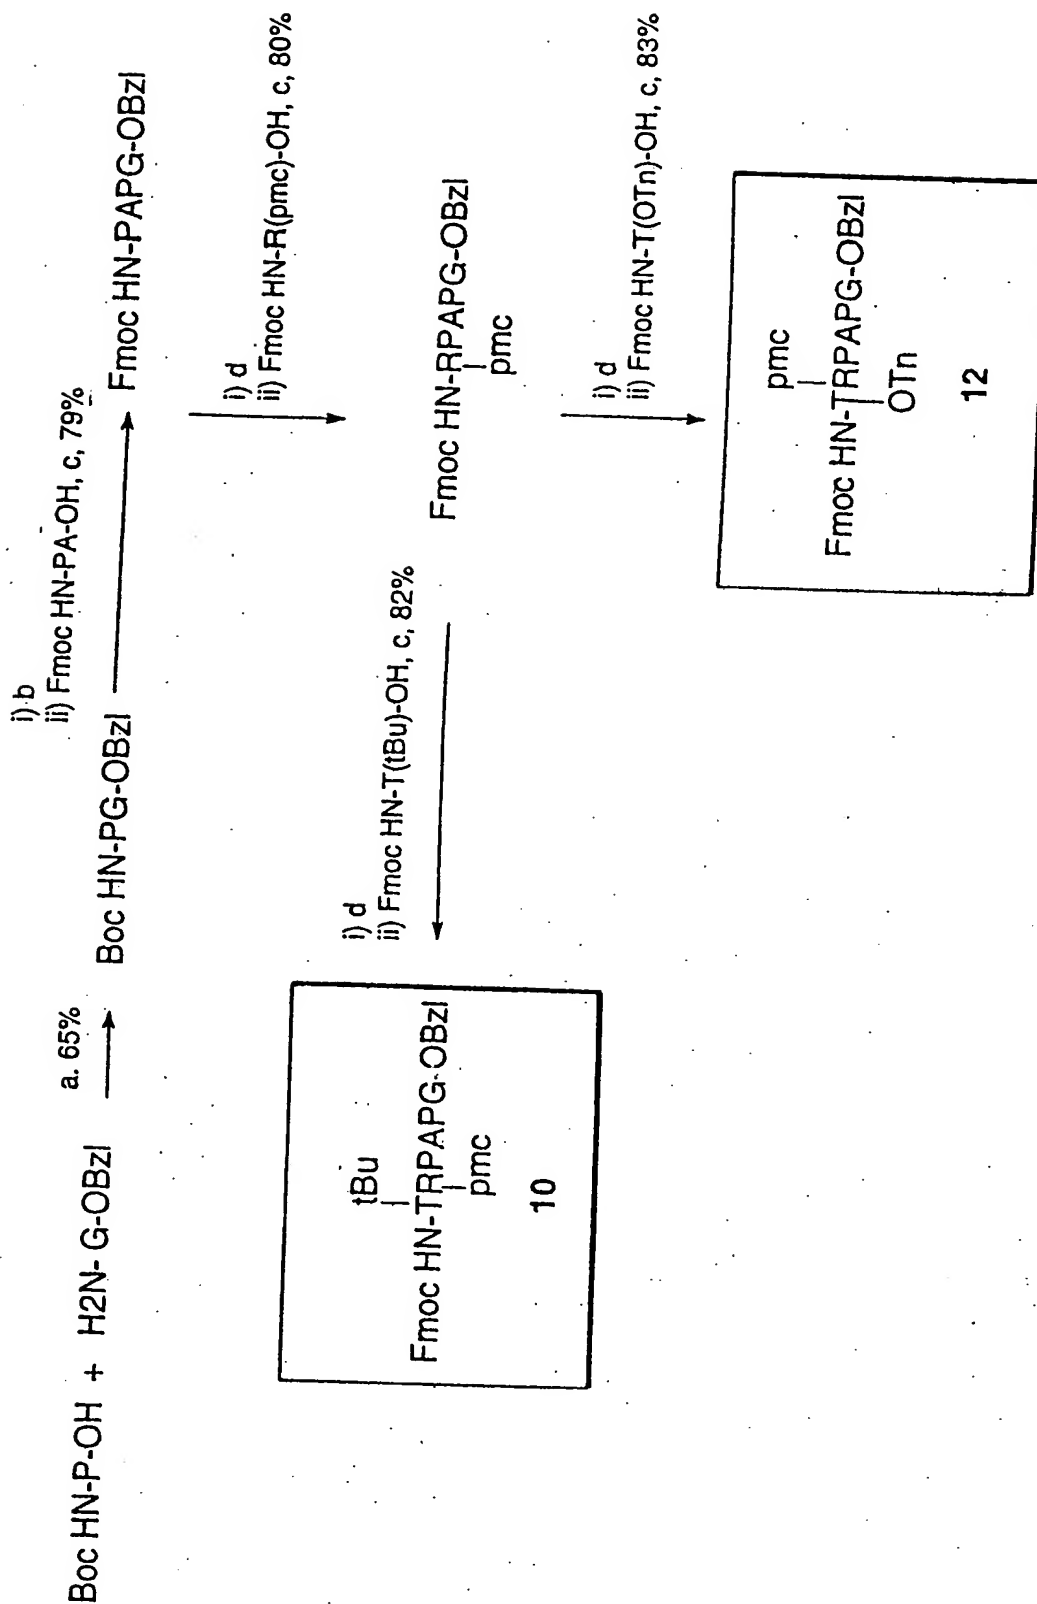 Boc HN-P-OH + H2N- G-OBzl
a. 65%
Boc HN-PG-OBzl
i) b
ii) Fmoc HN-PA-OH, c, 79%
Fmoc HN-PAPG-OBzl
i) d
ii) Fmoc HN-R(pmc)-OH, c, 80%
Fmoc HN-RPAPG-OBzl
pmc
i) d
ii) Fmoc HN-T(tBu)-OH, c, 82%
tBu
Fmoc HN-TRPAPG-OBzl
pmc
10
i) d
ii) Fmoc HN-T(OTn)-OH, c, 83%
pmc
Fmoc HN-TRPAPG-OBzl
OTn
12